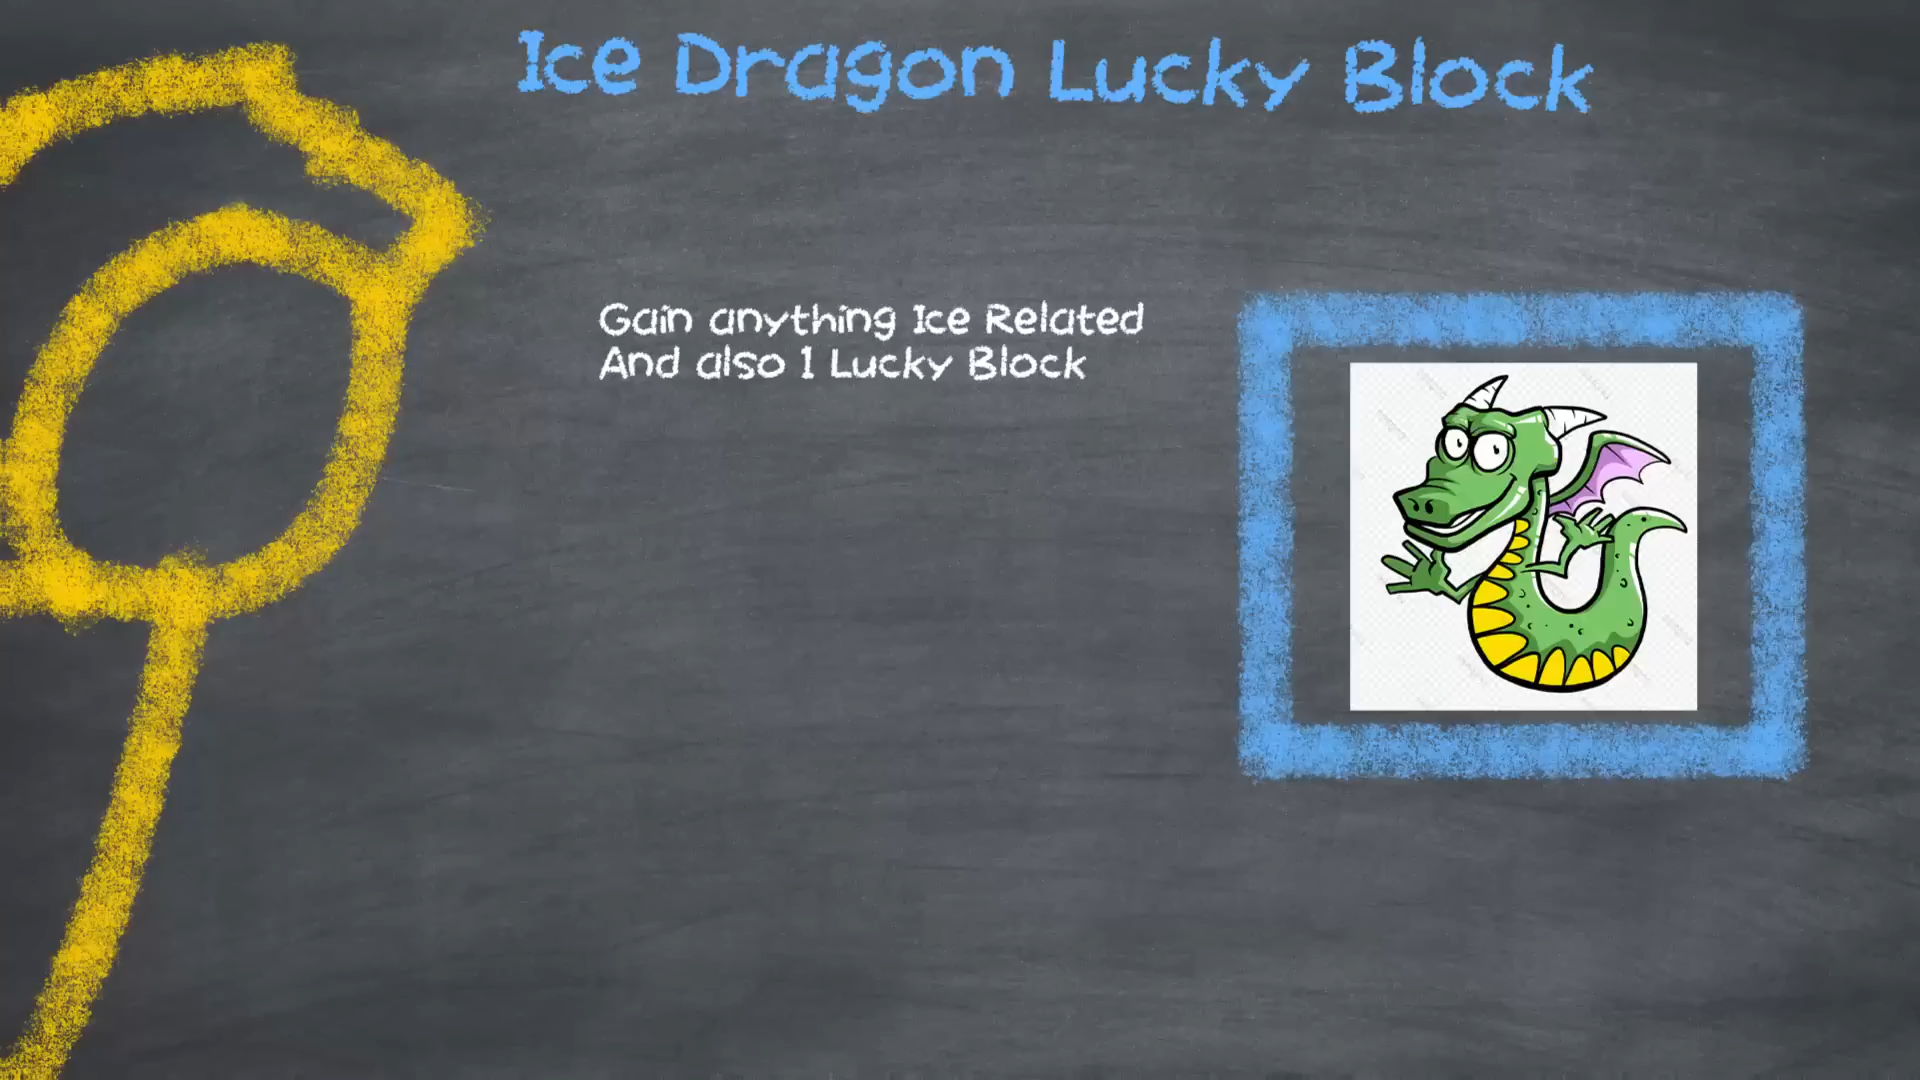 Ice Dragon Lucky Block
Gain anything Ice Related
And also 1 Lucky Block